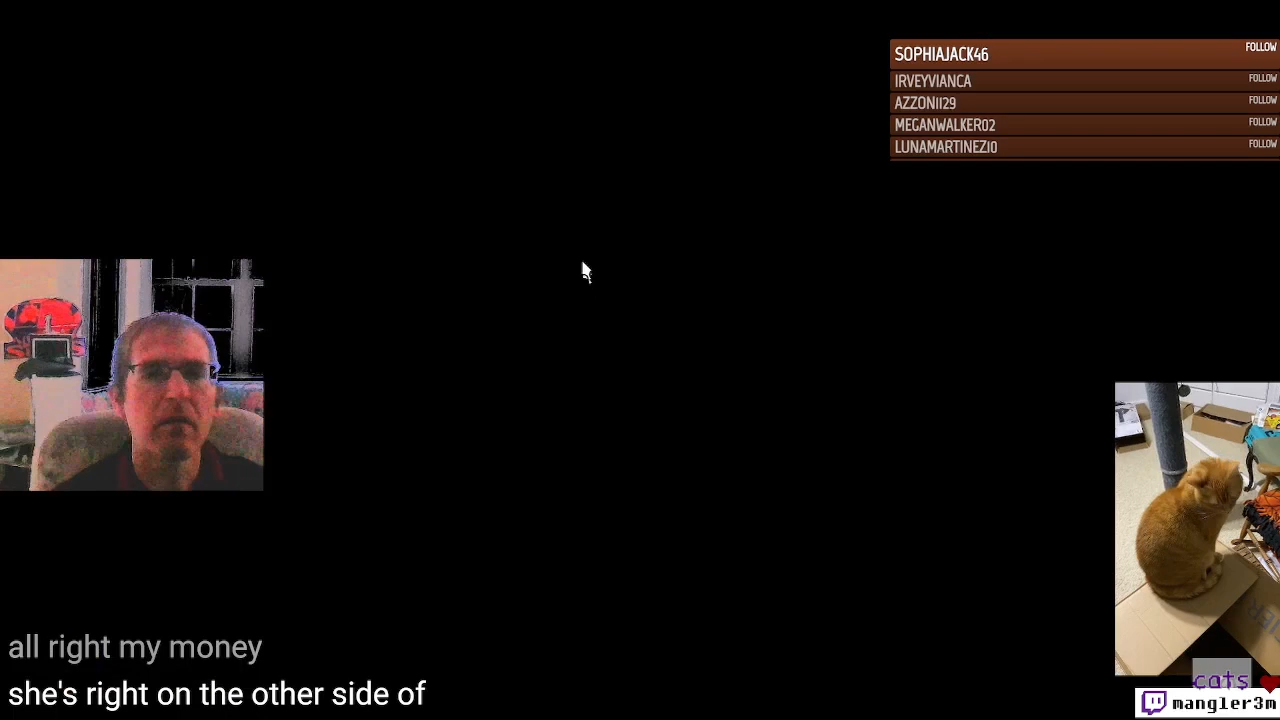 SOPHIAJACK46 FOLLOW
IRVEYVIANCA FOLLOW
AZZON1129 FOLLOW
MEGANWALKER02 FOLLOW
LUNAMARTINEZ10 FOLLOW
all right my money
she's right on the other side of
cats
mangler3m